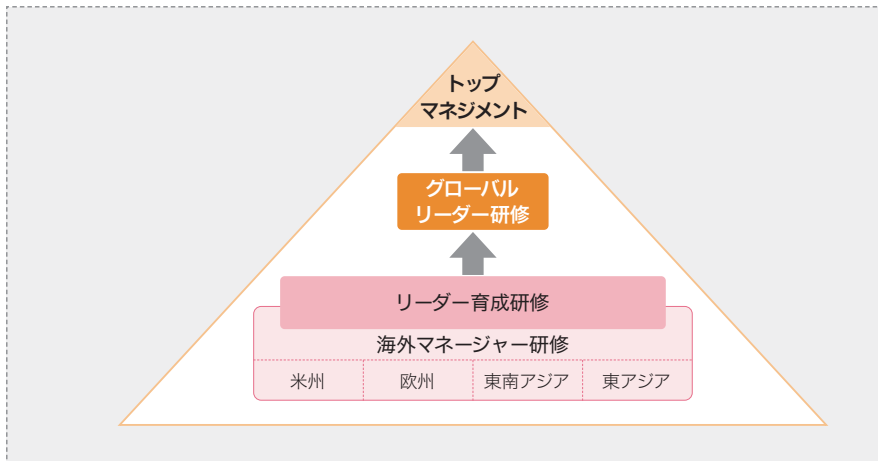 トップ
マネジメント
グローバル
リーダー研修
リーダー育成研修
海外マネージャー研修
米州 欧州 東南アジア 東アジア